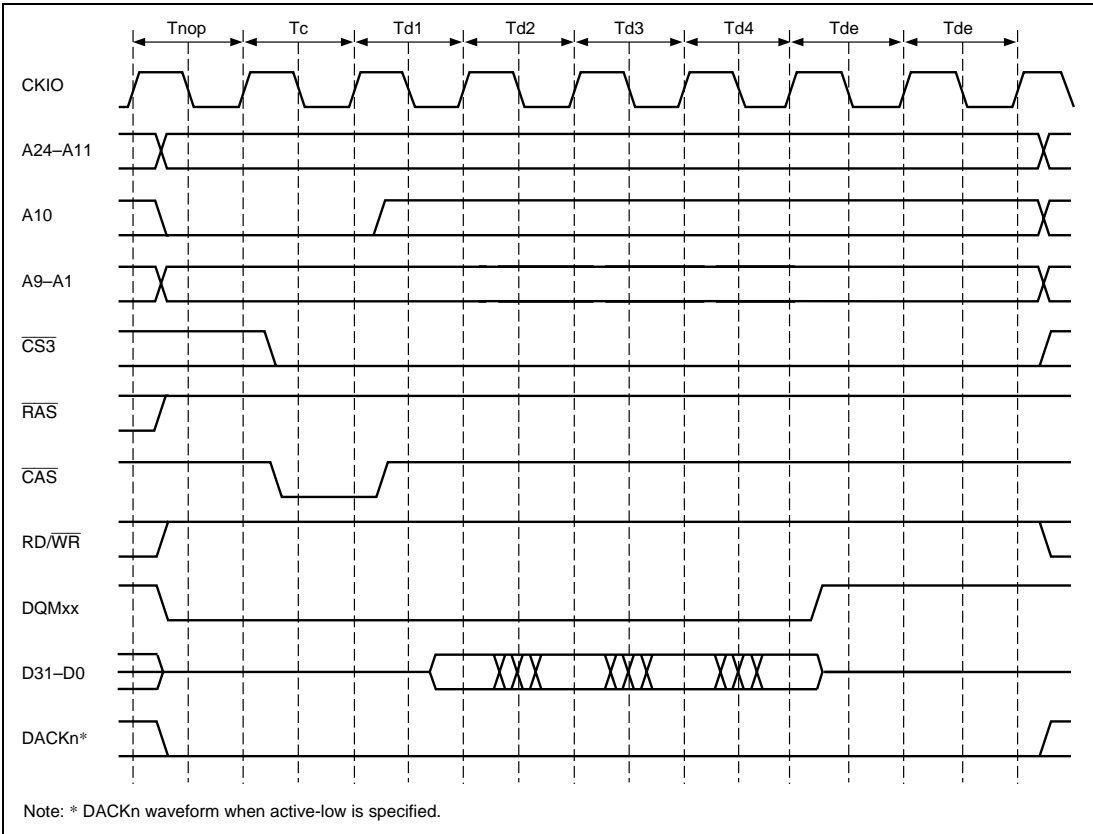 Tnop Tc Td1 Td2 Td3 Td4 Tde Tde
CKIO
A24–A11
A10
A9–A1
CS3
RAS
CAS
RD/WR
DQMxx
D31–D0
DACKn*
Note: * DACKn waveform when active-low is specified.